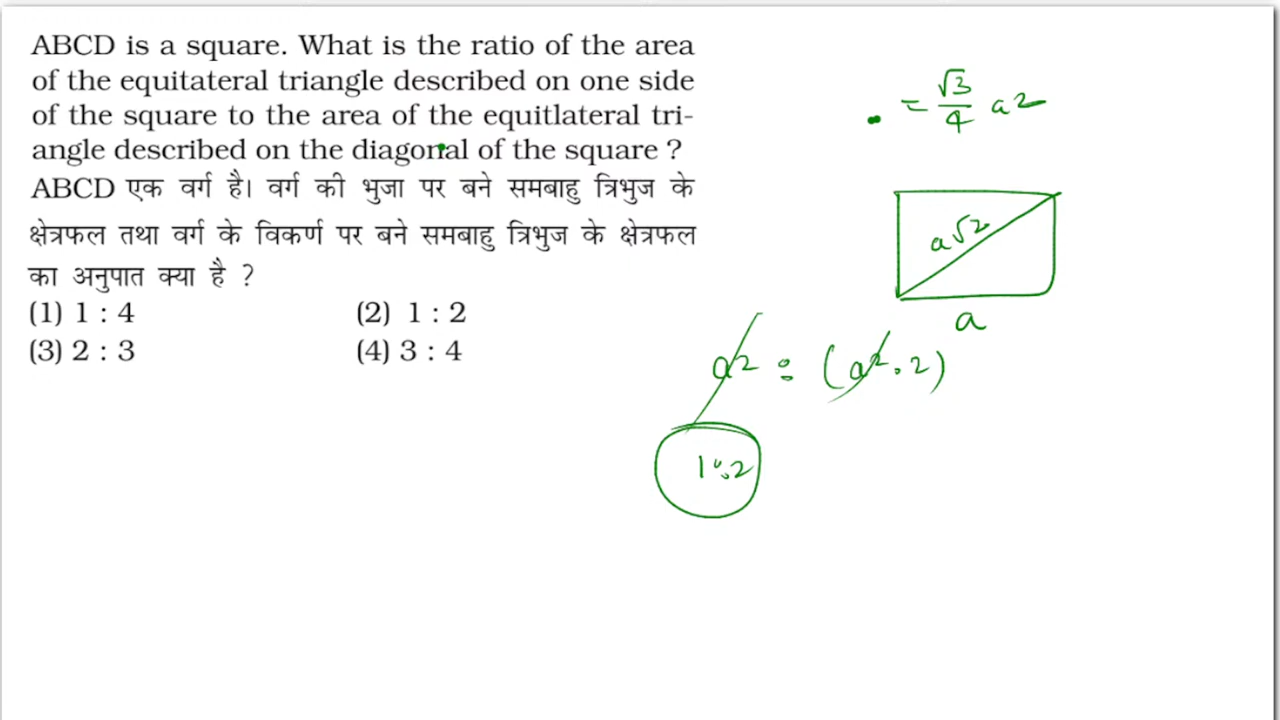 ABCD is a square. What is the ratio of the area
of the equitateral triangle described on one side
of the square to the area of the equitlateral tri-
angle described on the diagonal of the square ?
ABCD एक वर्ग है। वर्ग की भुजा पर बने समबाहु त्रिभुज के
क्षेत्रफल तथा वर्ग के विकर्ण पर बने समबाहु त्रिभुज के क्षेत्रफल
का अनुपात क्या है ?
(1) 1 : 4 (2) 1 : 2
(3) 2 : 3 (4) 3 : 4
= √3/4 a2
a√2
a
a2 : (a2.2)
1:2